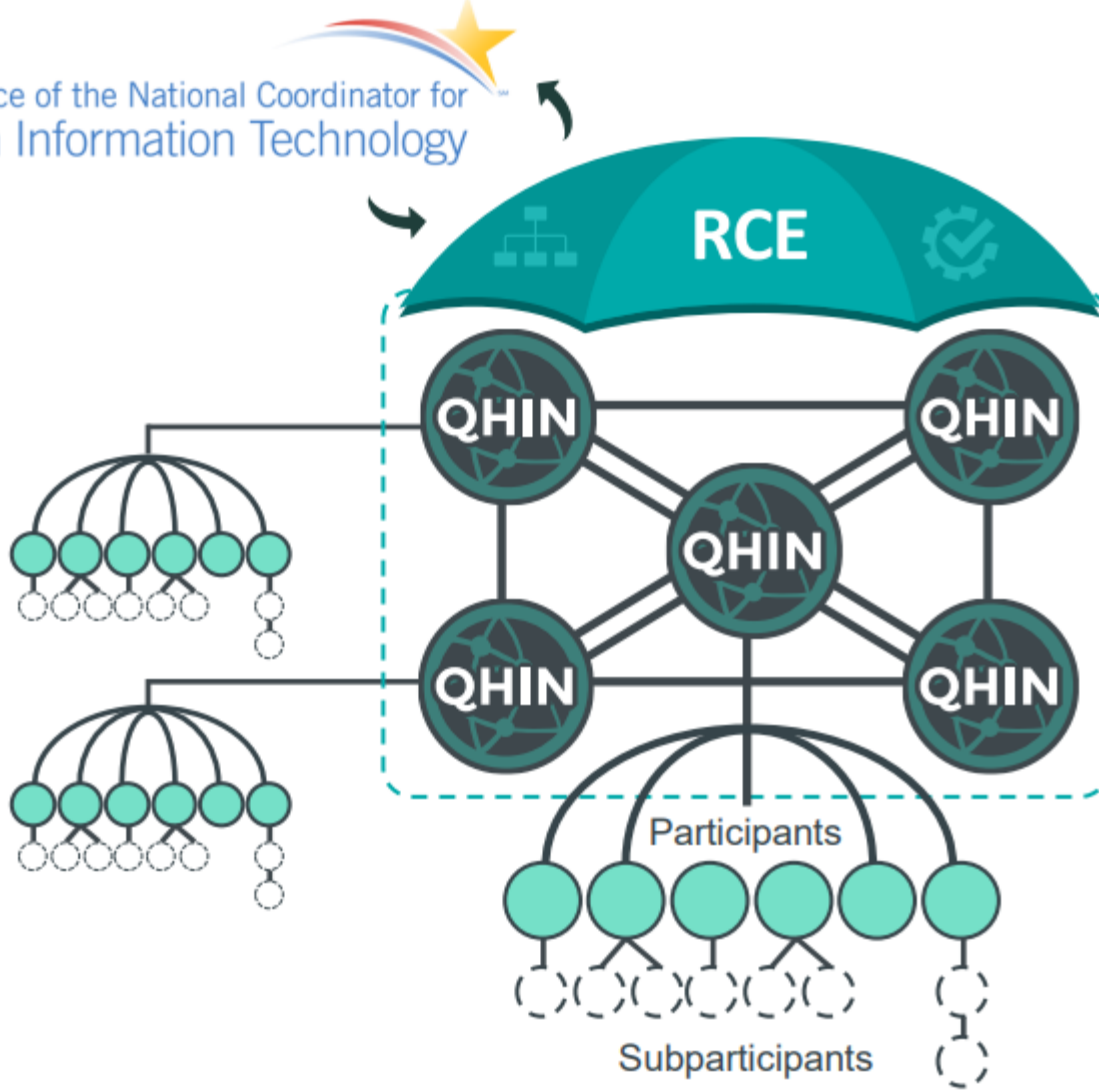 ce of the National Coordinator for
Information Technology
RCE
QHIN
QHIN
QHIN
QHIN
QHIN
Participants
Subparticipants